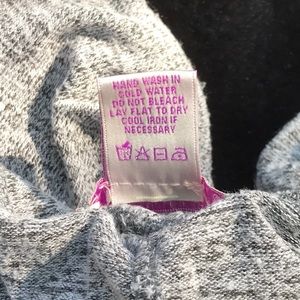 HAND WASH IN
COLD WATER
DO NOT BLEACH
LAY FLAT TO DRY
COOL IRON IF
NECESSARY